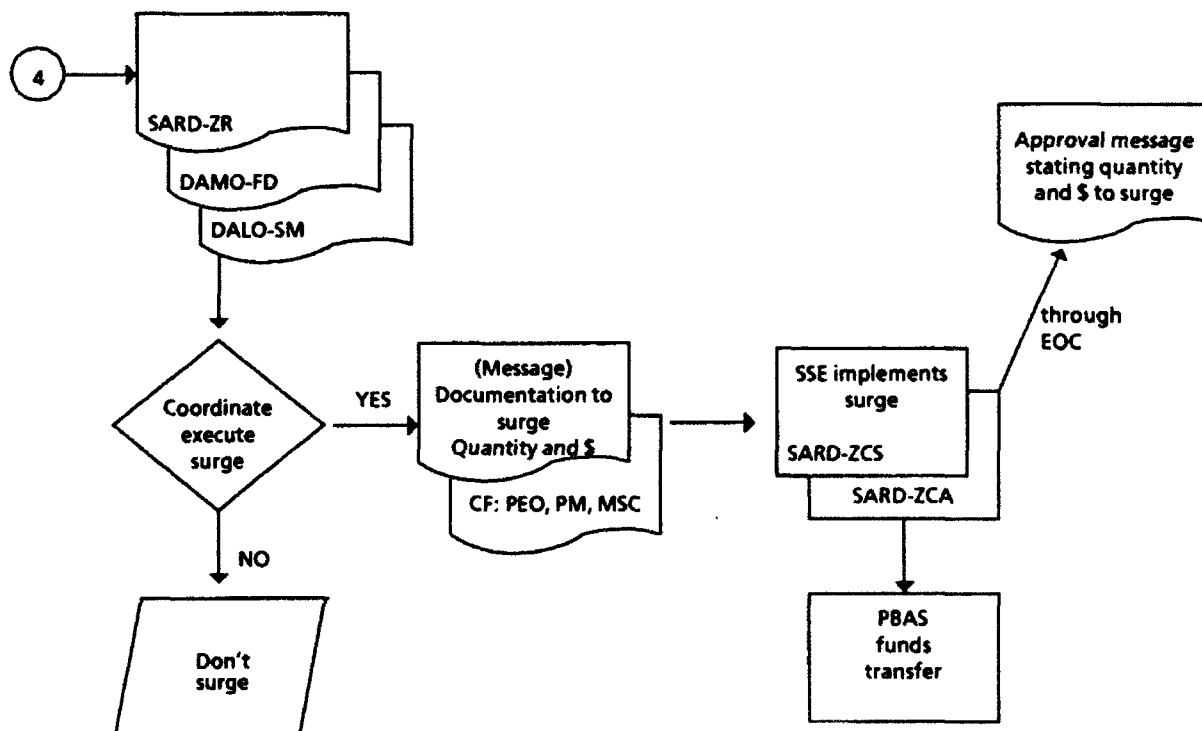 4
SARD-ZR
DAMO-FD
DALO-SM
Coordinate
execute
surge
YES
NO
Don't
surge
(Message)
Documentation to
surge
Quantity and $
CF: PEO, PM, MSC
SSE implements
surge
SARD-ZCS
SARD-ZCA
through
EOC
Approval message
stating quantity
and $ to surge
PBAS
funds
transfer